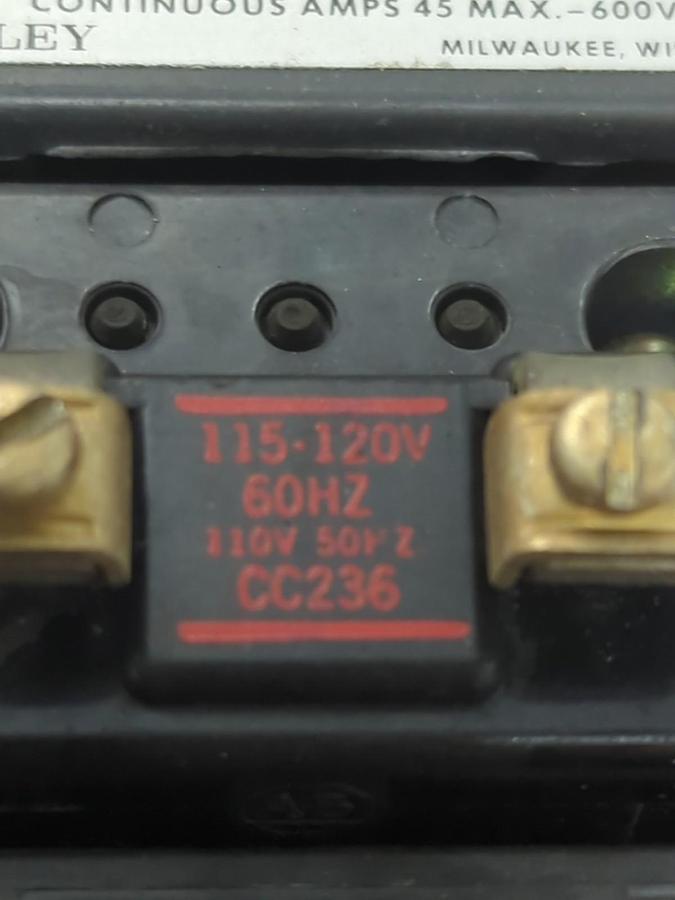 CONTINUOUS AMPS 45 MAX.-600V
LEY
MILWAUKEE, WI
115-120V
60HZ
110V 50HZ
CC236